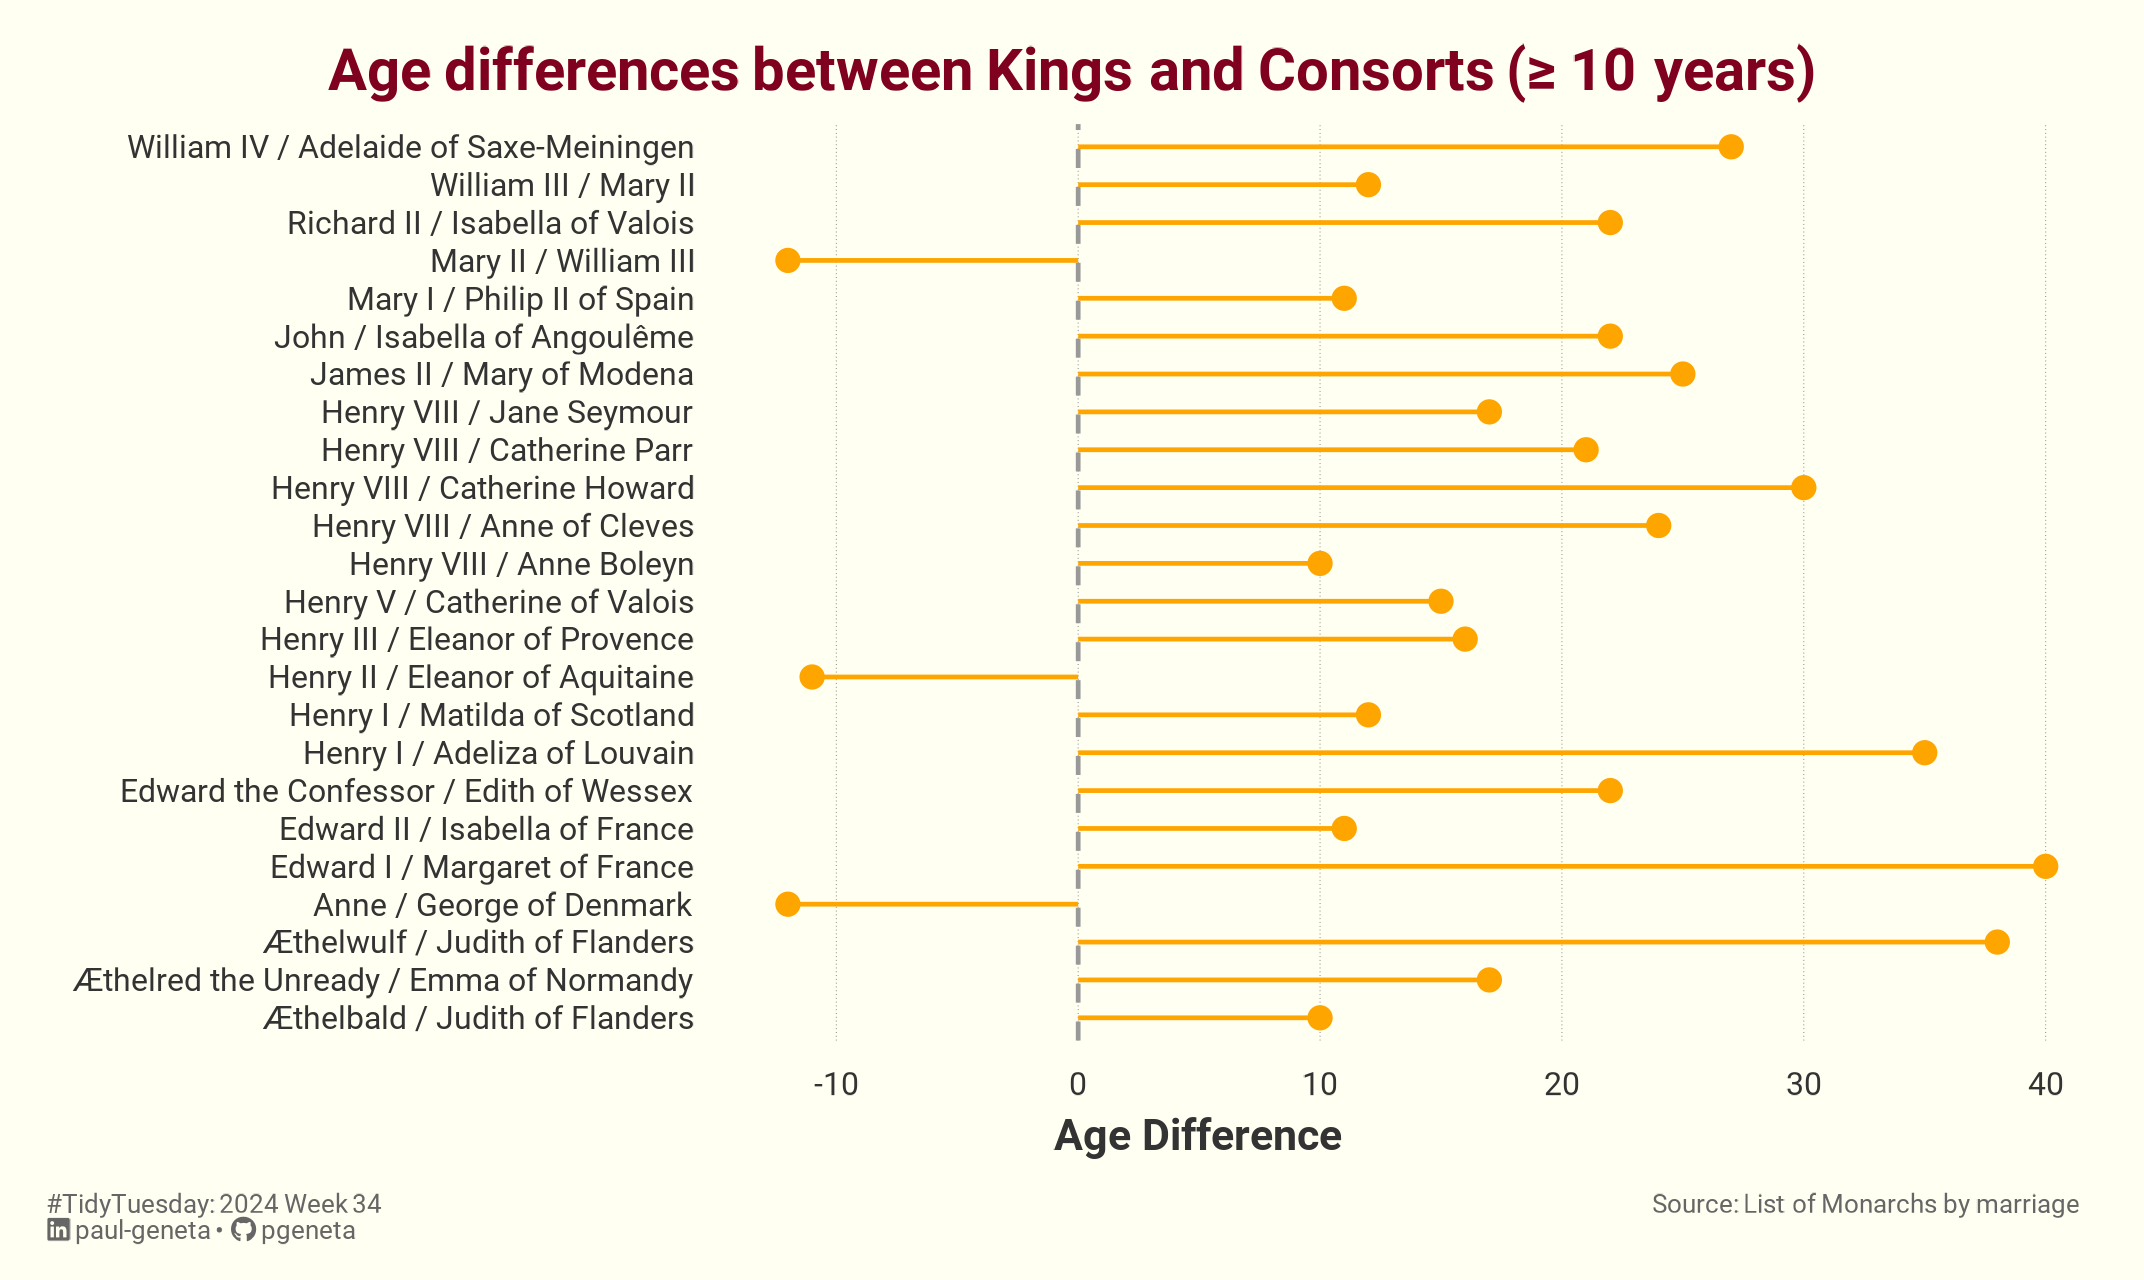 Age differences between Kings and Consorts (≥ 10 years)
William IV / Adelaide of Saxe-Meiningen
William III / Mary II
Richard II / Isabella of Valois
Mary II / William III
Mary I / Philip II of Spain
John / Isabella of Angoulême
James II / Mary of Modena
Henry VIII / Jane Seymour
Henry VIII / Catherine Parr
Henry VIII / Catherine Howard
Henry VIII / Anne of Cleves
Henry VIII / Anne Boleyn
Henry V / Catherine of Valois
Henry III / Eleanor of Provence
Henry II / Eleanor of Aquitaine
Henry I / Matilda of Scotland
Henry I / Adeliza of Louvain
Edward the Confessor / Edith of Wessex
Edward II / Isabella of France
Edward I / Margaret of France
Anne / George of Denmark
Æthelwulf / Judith of Flanders
Æthelred the Unready / Emma of Normandy
Æthelbald / Judith of Flanders
-10 0 10 20 30 40
Age Difference
#TidyTuesday: 2024 Week 34
paul-geneta • pgeneta
Source: List of Monarchs by marriage